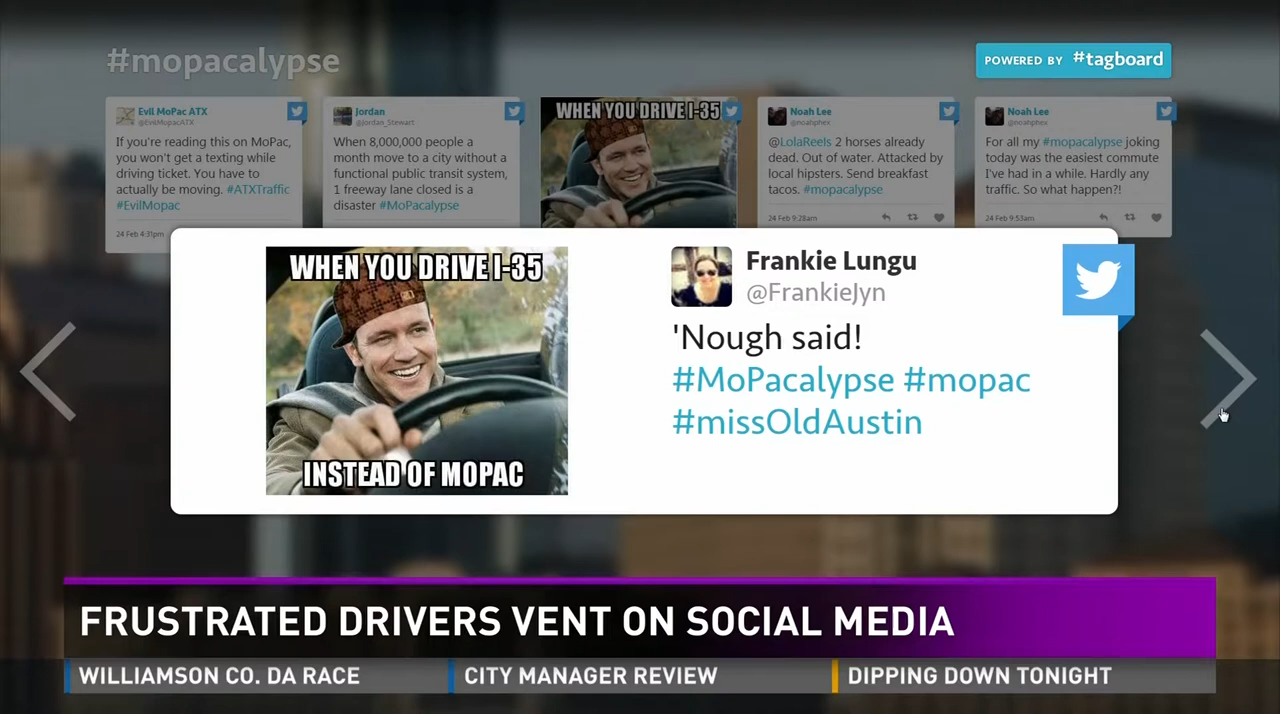 #mopacalypse
POWERED BY #tagboard
Evil MoPac ATX
@EvilMopacATX
If you're reading this on MoPac,
you won't get a texting while
driving ticket. You have to
actually be moving. #ATXTraffic
#EvilMopac
24 Feb 4:31pm
Jordan
@Jordan_Stewart
When 8,000,000 people a
month move to a city without a
functional public transit system,
1 freeway lane closed is a
disaster #MoPacalypse
WHEN YOU DRIVE I-35
Noah Lee
@noahphex
@LolaReels 2 horses already
dead. Out of water. Attacked by
local hipsters. Send breakfast
tacos. #mopacalypse
24 Feb 9:28am
Noah Lee
@noahphex
For all my #mopacalypse joking
today was the easiest commute
I've had in a while. Hardly any
traffic. So what happen?!
24 Feb 9:53am
WHEN YOU DRIVE I-35
INSTEAD OF MOPAC
Frankie Lungu
@FrankieJyn
'Nough said!
#MoPacalypse #mopac
#missOldAustin
FRUSTRATED DRIVERS VENT ON SOCIAL MEDIA
WILLIAMSON CO. DA RACE
CITY MANAGER REVIEW
DIPPING DOWN TONIGHT